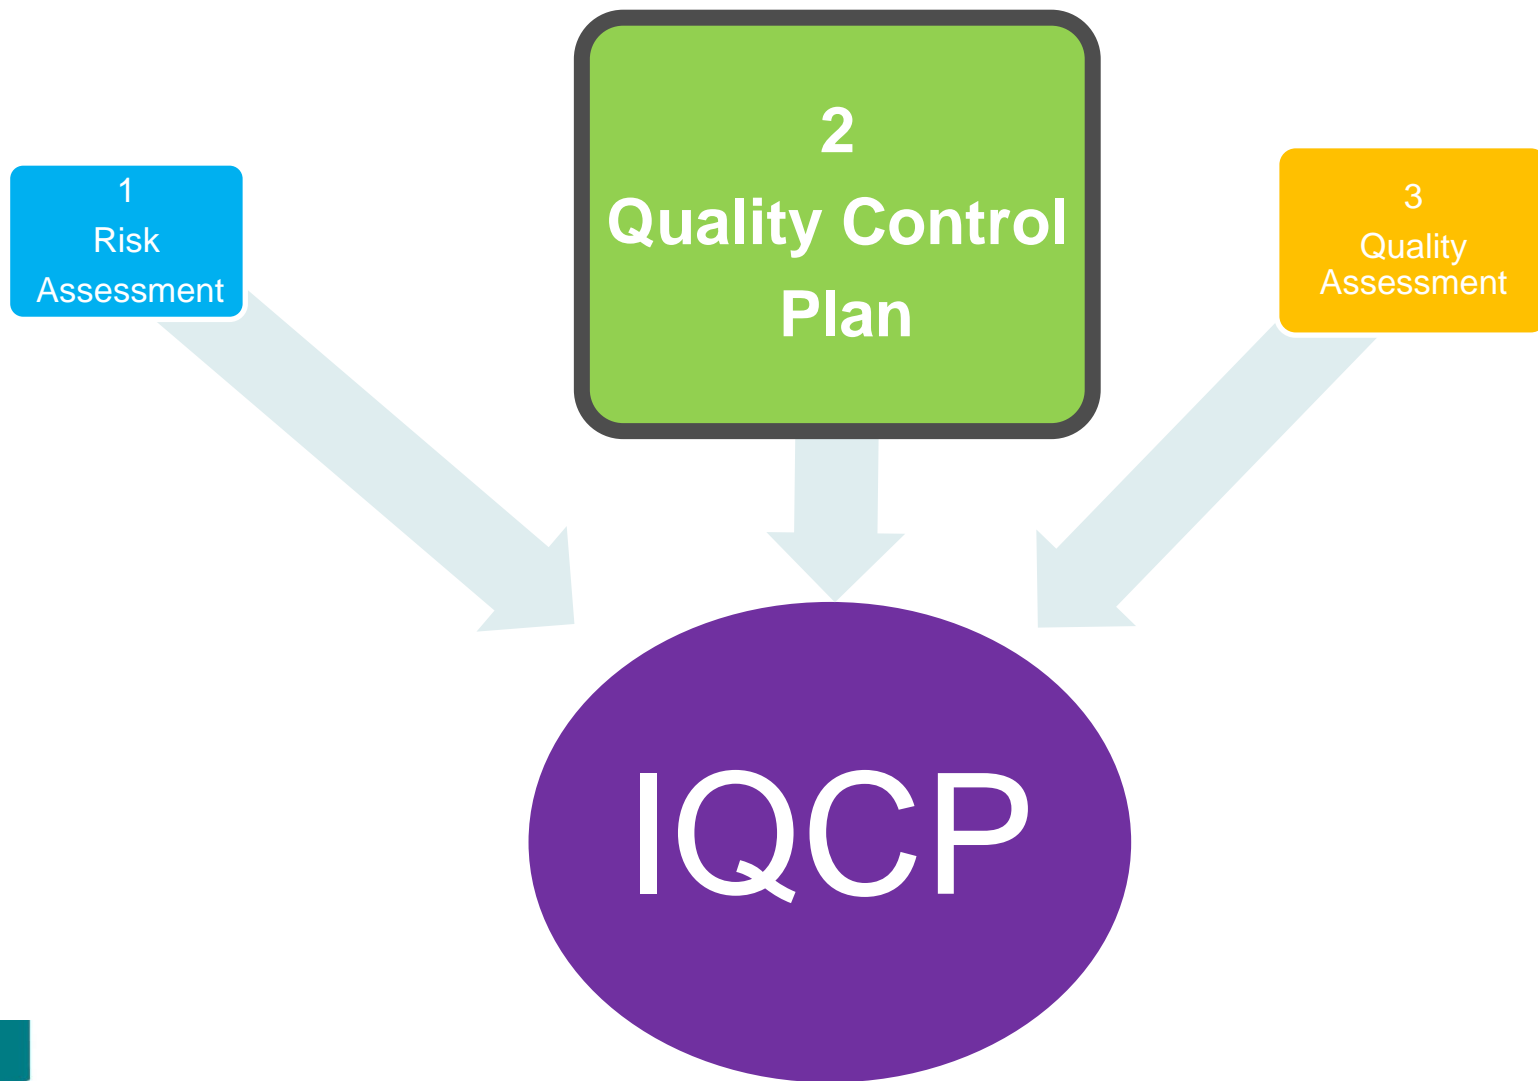 1
Risk
Assessment
2
Quality Control
Plan
3
Quality
Assessment
IQCP